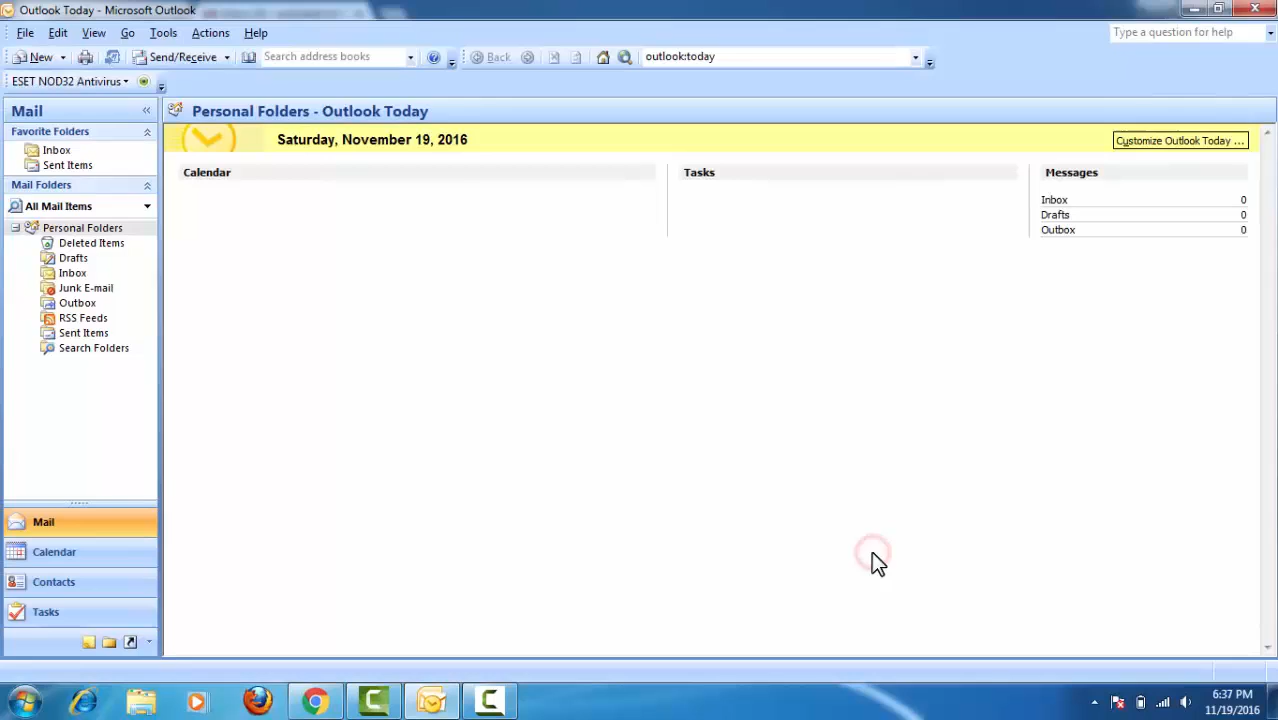 Outlook Today - Microsoft Outlook
File Edit View Go Tools Actions Help
Type a question for help
New Send/Receive Search address books Back outlook:today
ESET NOD32 Antivirus
Mail
Personal Folders - Outlook Today
Favorite Folders
Inbox
Sent Items
Mail Folders
All Mail Items
Personal Folders
Deleted Items
Drafts
Inbox
Junk E-mail
Outbox
RSS Feeds
Sent Items
Search Folders
Mail
Calendar
Contacts
Tasks
Saturday, November 19, 2016
Customize Outlook Today ...
Calendar
Tasks
Messages
Inbox 0
Drafts 0
Outbox 0
6:37 PM
11/19/2016